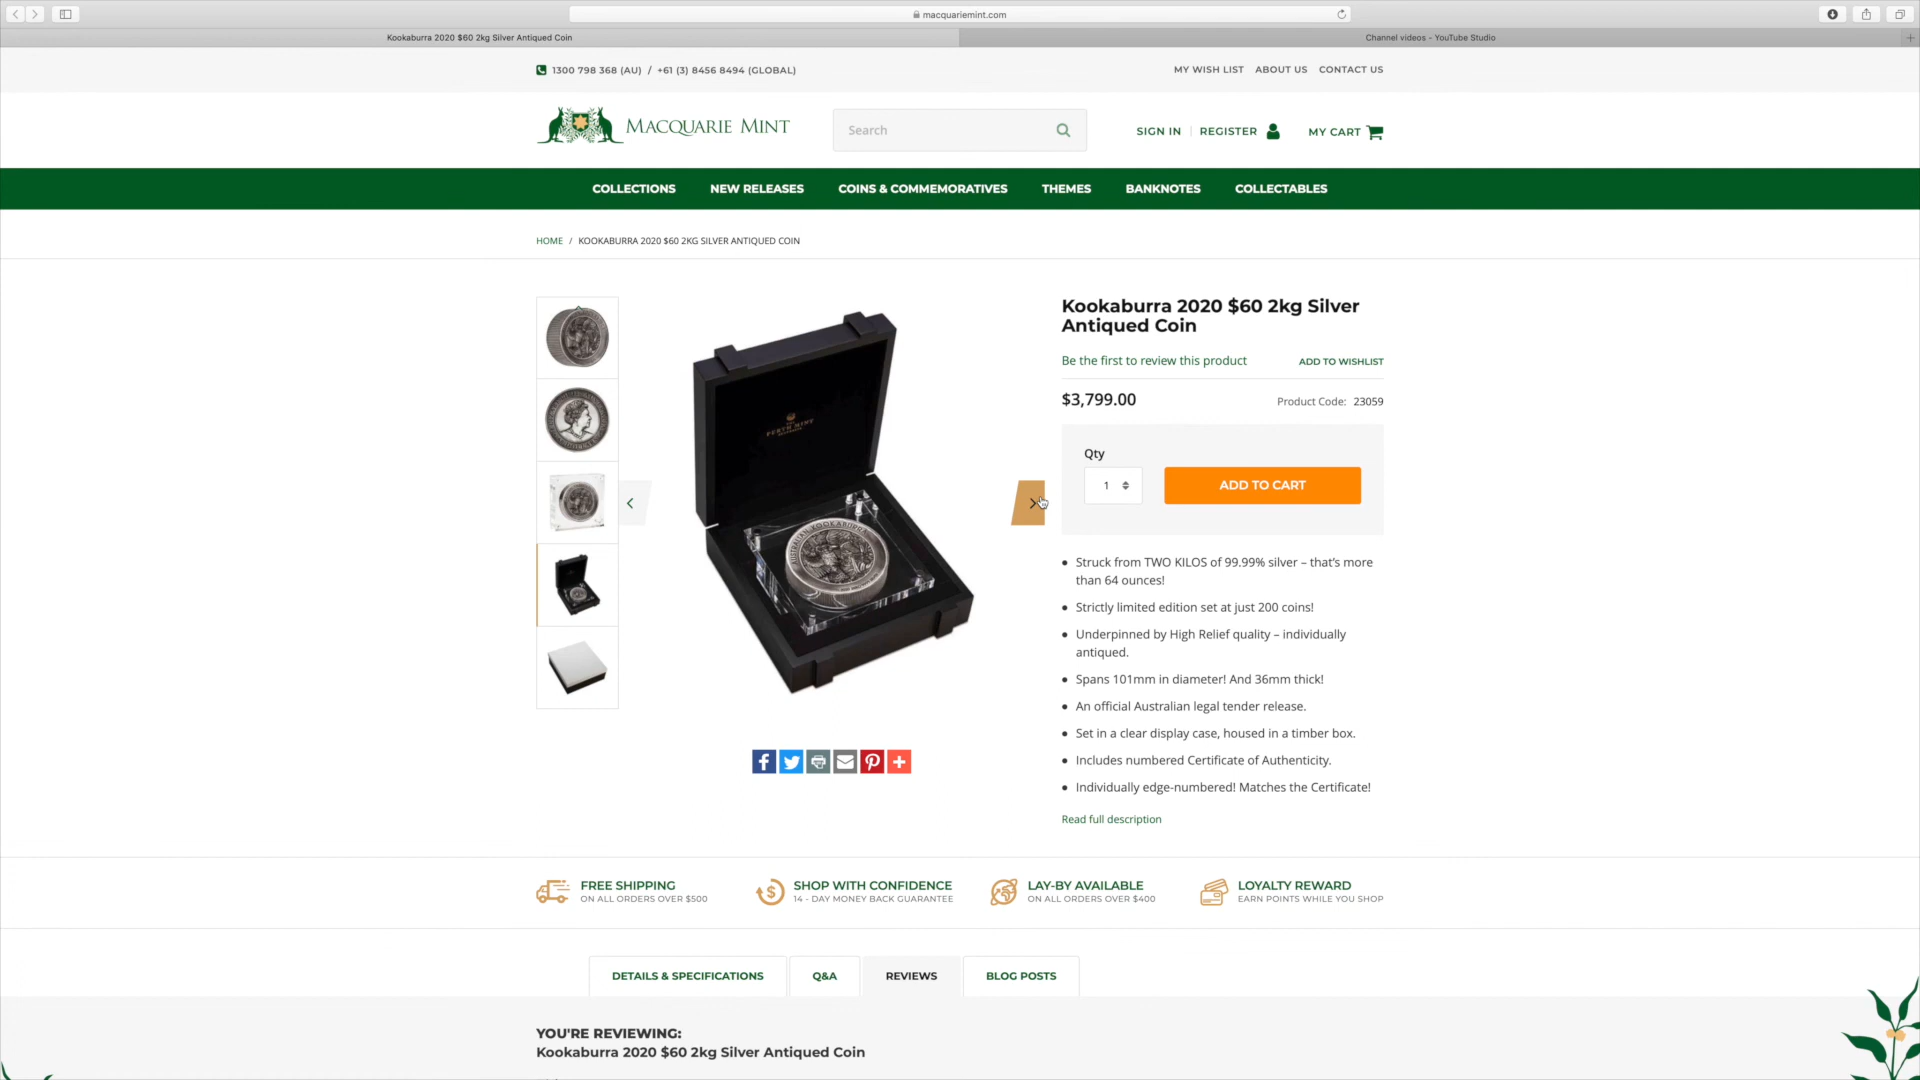 macquariemint.com
Kookaburra 2020 $60 2kg Silver Antiqued Coin
Channel videos - YouTube Studio
1300 798 368 (AU) / +61 (3) 8456 8494 (GLOBAL)
MY WISH LIST ABOUT US CONTACT US
MACQUARIE MINT
Search
SIGN IN | REGISTER
MY CART
COLLECTIONS NEW RELEASES COINS & COMMEMORATIVES THEMES BANKNOTES COLLECTABLES
HOME / KOOKABURRA 2020 $60 2KG SILVER ANTIQUED COIN
PERTH MINT
AUSTRALIAN KOOKABURRA
Kookaburra 2020 $60 2kg Silver
Antiqued Coin
Be the first to review this product
ADD TO WISHLIST
$3,799.00
Product Code: 23059
Qty
1
ADD TO CART
• Struck from TWO KILOS of 99.99% silver – that's more
than 64 ounces!
• Strictly limited edition set at just 200 coins!
• Underpinned by High Relief quality – individually
antiqued.
• Spans 101mm in diameter! And 36mm thick!
• An official Australian legal tender release.
• Set in a clear display case, housed in a timber box.
• Includes numbered Certificate of Authenticity.
• Individually edge-numbered! Matches the Certificate!
Read full description
FREE SHIPPING
ON ALL ORDERS OVER $500
SHOP WITH CONFIDENCE
14 - DAY MONEY BACK GUARANTEE
LAY-BY AVAILABLE
ON ALL ORDERS OVER $400
LOYALTY REWARD
EARN POINTS WHILE YOU SHOP
DETAILS & SPECIFICATIONS Q&A REVIEWS BLOG POSTS
YOU'RE REVIEWING:
Kookaburra 2020 $60 2kg Silver Antiqued Coin